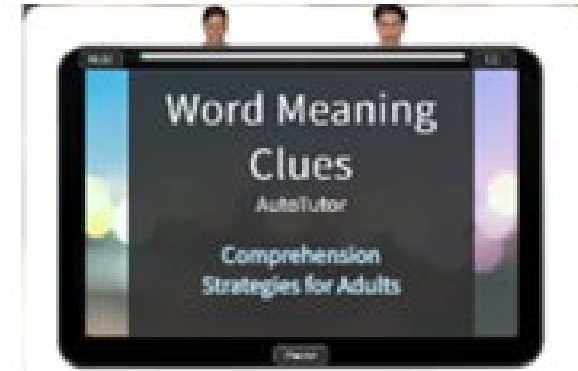 Word Meaning
Clues
AutoTutor
Comprehension
Strategies for Adults